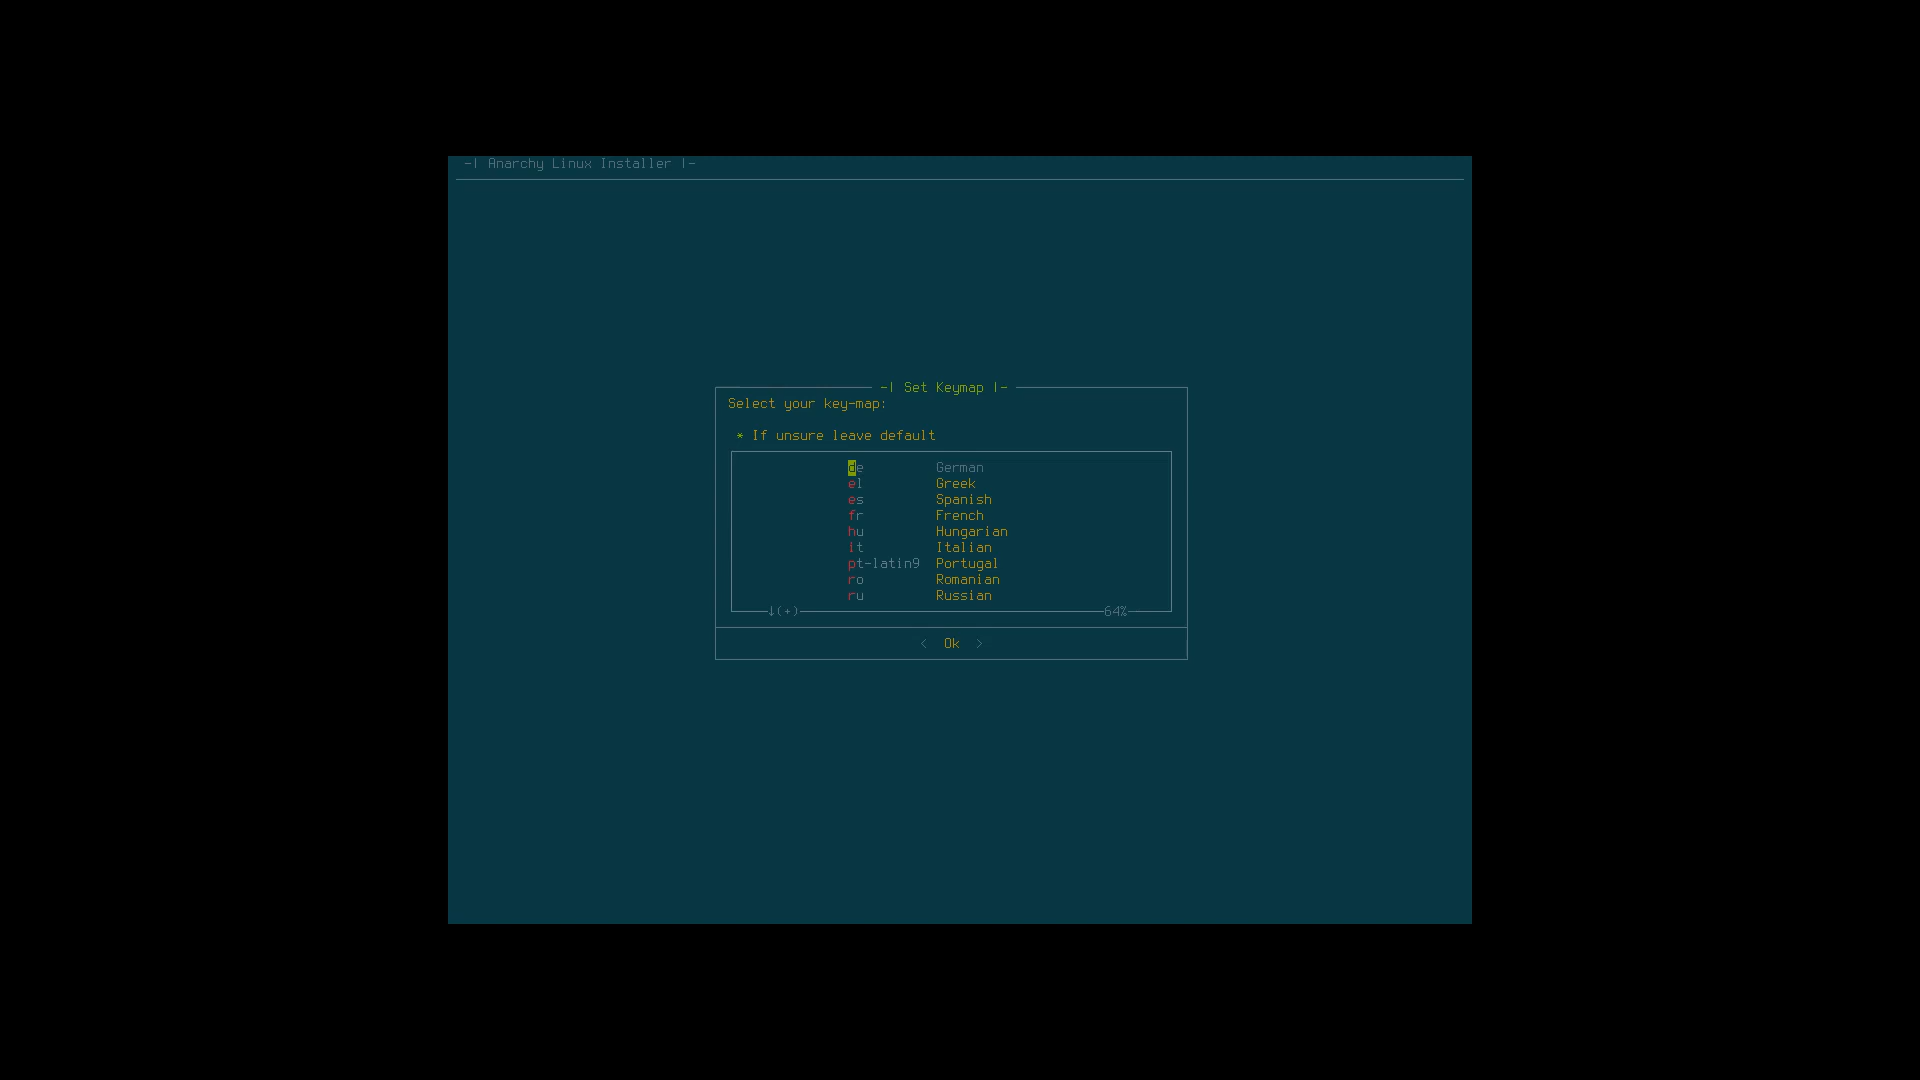 -| Anarchy Linux Installer |-
-| Set Keymap |-
Select your key-map:
* If unsure leave default
de German
el Greek
es Spanish
fr French
hu Hungarian
it Italian
pt-latin9 Portugal
ro Romanian
ru Russian
↓(+) 64%
< Ok >